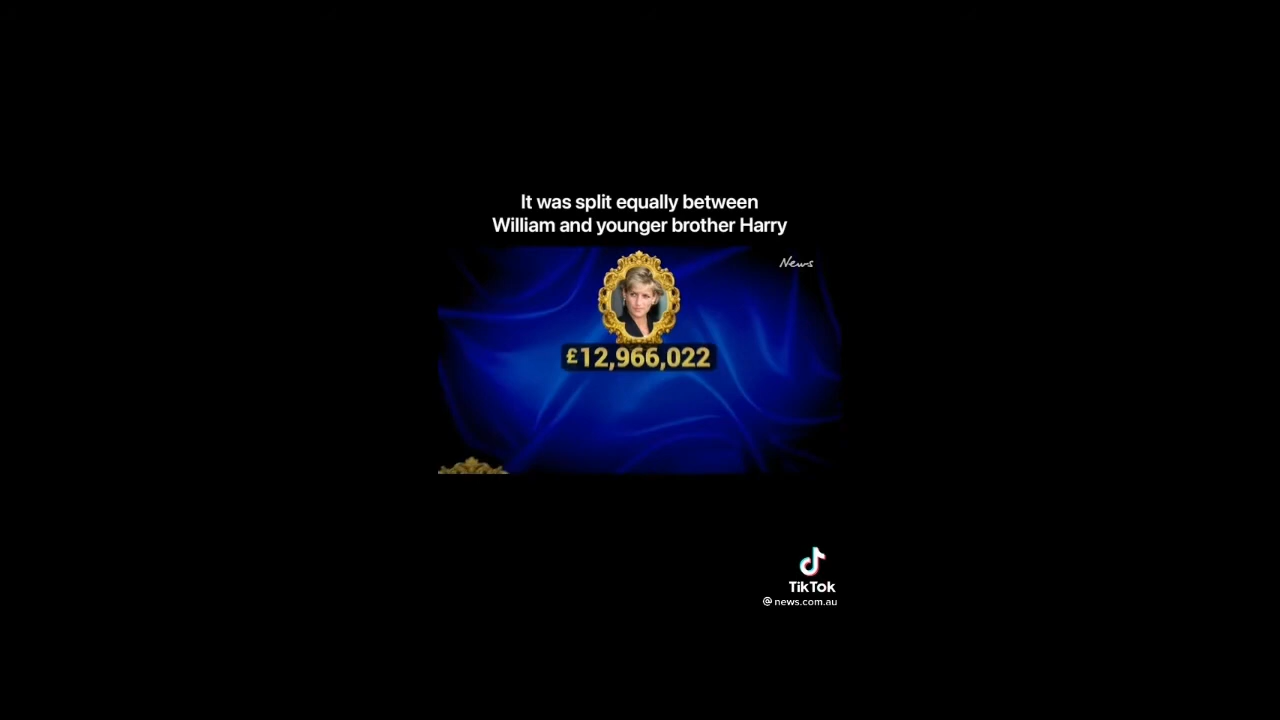 It was split equally between
William and younger brother Harry
News
£12,966,022
TikTok
@news.com.au